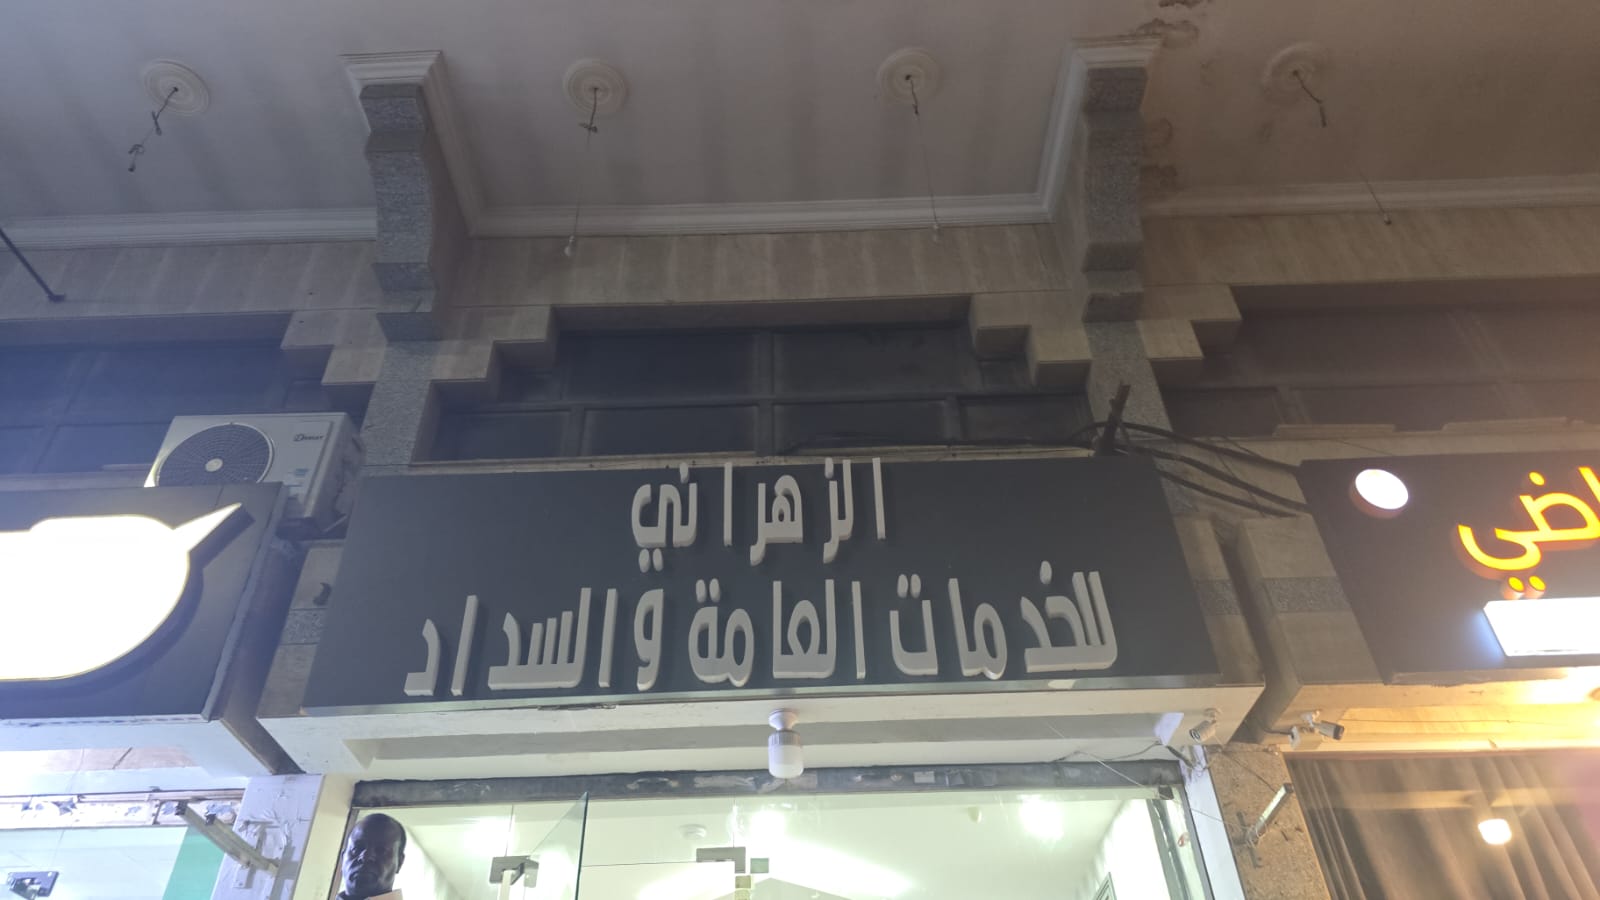 الزهراني
للخدمات العامة والسداد